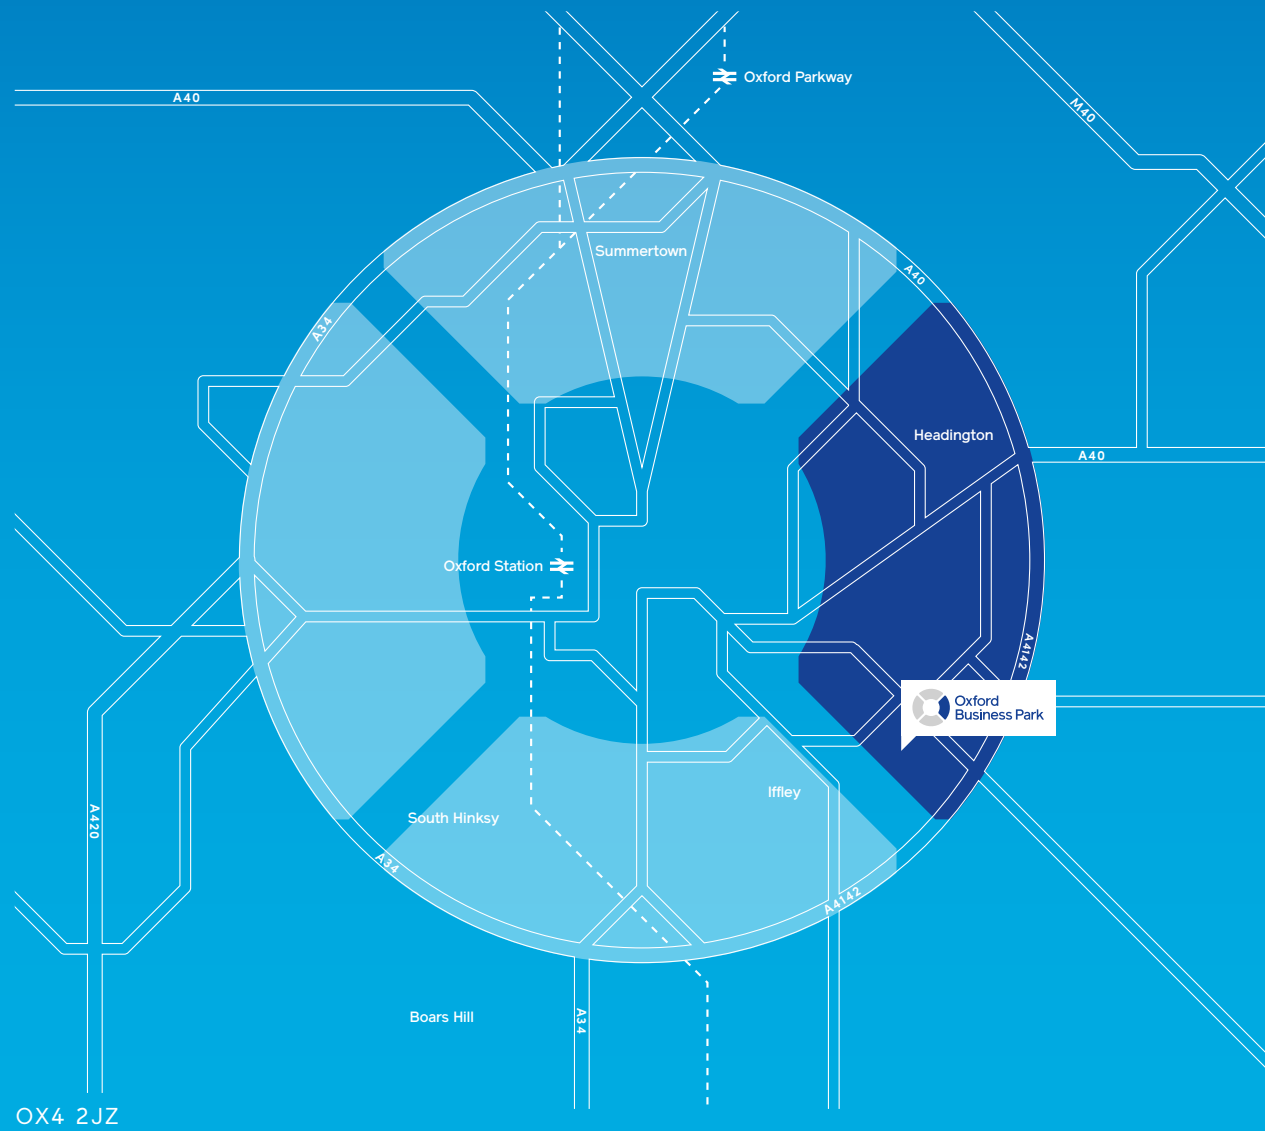 Oxford Parkway
A40
M40
Summertown
A40
A34
Headington
A40
Oxford Station
A4142
Oxford
Business Park
Iffley
A420
South Hinksy
A34
A4142
Boars Hill
A34
OX4 2JZ